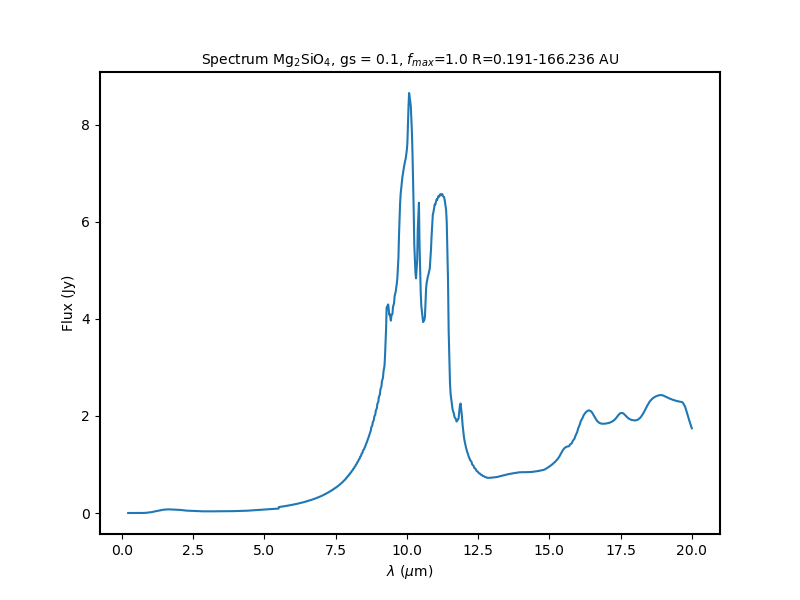 Spectrum Mg₂SiO₄, gs = 0.1, fₘₐₓ=1.0 R=0.191-166.236 AU
8
6
4
2
0
Flux (Jy)
0.0 2.5 5.0 7.5 10.0 12.5 15.0 17.5 20.0
λ (μm)